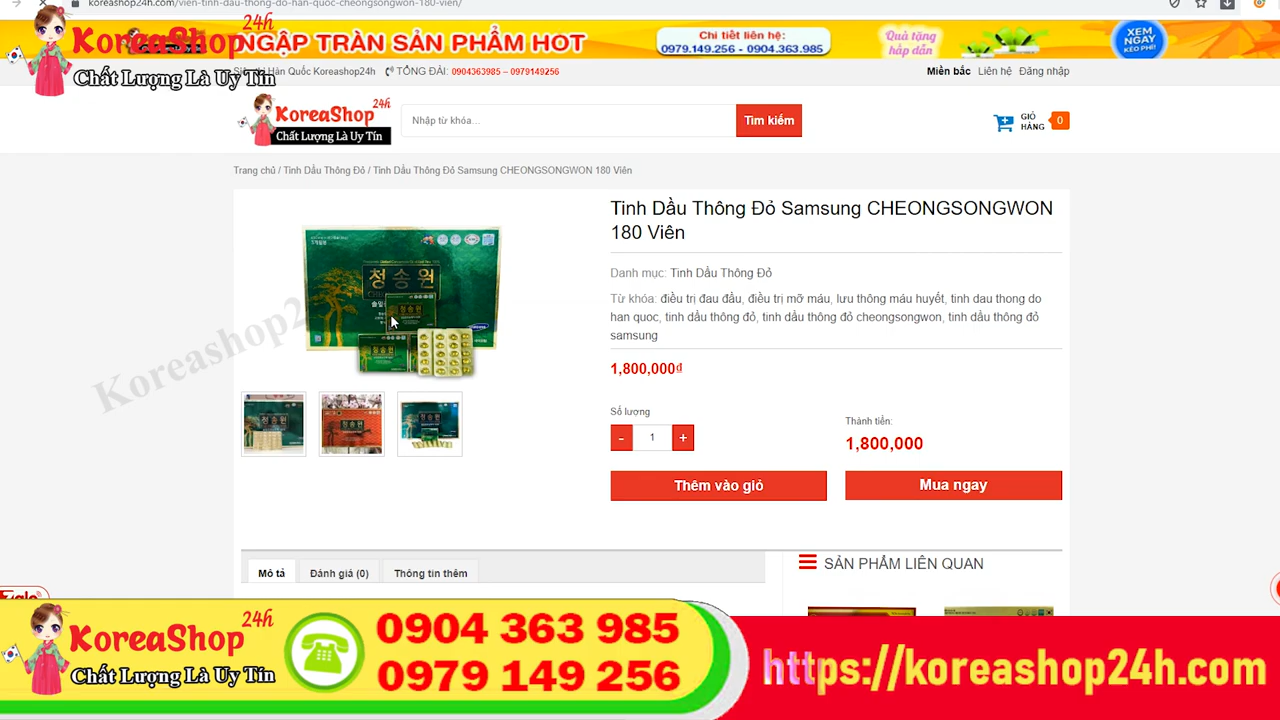 koreashop24h.com/vien-tinh-dau-thong-do-han-quoc-cheongsongwon-180-vien/
KoreaShop 24h
Chất Lượng Là Uy Tín
NGẬP TRÀN SẢN PHẨM HOT
Chi tiết liên hệ:
0979.149.256 - 0904.363.985
Quà tặng
hấp dẫn
XEM
NGAY
KẺO PHÍ!
Hàn Quốc Koreashop24h
TỔNG ĐÀI: 0904363985 – 0979149256
Miền bắc Liên hệ Đăng nhập
KoreaShop 24h
Chất Lượng Là Uy Tín
Nhập từ khóa...
Tìm kiếm
GIỎ
HÀNG
0
Trang chủ / Tinh Dầu Thông Đỏ / Tinh Dầu Thông Đỏ Samsung CHEONGSONGWON 180 Viên
Tinh Dầu Thông Đỏ Samsung CHEONGSONGWON
180 Viên
Danh mục: Tinh Dầu Thông Đỏ
Từ khóa: điều trị đau đầu, điều trị mỡ máu, lưu thông máu huyết, tinh dau thong do
han quoc, tinh dầu thông đỏ, tinh dầu thông đỏ cheongsongwon, tinh dầu thông đỏ
samsung
청송원
Koreashop2
1,800,000₫
Số lượng
- 1 +
Thành tiền:
1,800,000
Thêm vào giỏ
Mua ngay
Mô tả
Đánh giá (0)
Thông tin thêm
SẢN PHẨM LIÊN QUAN
Zalo
KoreaShop 24h
Chất Lượng Là Uy Tín
0904 363 985
0979 149 256
https://koreashop24h.com